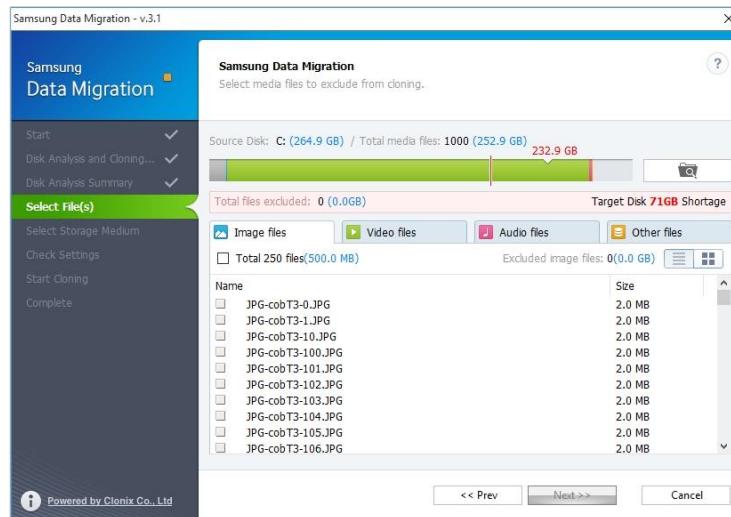 Samsung Data Migration - v.3.1
Samsung
Data Migration
Start
Disk Analysis and Cloning...
Disk Analysis Summary
Select File(s)
Select Storage Medium
Check Settings
Start Cloning
Complete
Powered by Clonix Co., Ltd
Samsung Data Migration
Select media files to exclude from cloning.
?
Source Disk: C: (264.9 GB) / Total media files: 1000 (252.9 GB)
232.9 GB
Total files excluded: 0 (0.0GB) Target Disk 71GB Shortage
Image files Video files Audio files Other files
Total 250 files(500.0 MB) Excluded image files: 0(0.0 GB)
Name Size
JPG-cobT3-0.JPG 2.0 MB
JPG-cobT3-1.JPG 2.0 MB
JPG-cobT3-10.JPG 2.0 MB
JPG-cobT3-100.JPG 2.0 MB
JPG-cobT3-101.JPG 2.0 MB
JPG-cobT3-102.JPG 2.0 MB
JPG-cobT3-103.JPG 2.0 MB
JPG-cobT3-104.JPG 2.0 MB
JPG-cobT3-105.JPG 2.0 MB
JPG-cobT3-106.JPG 2.0 MB
<< Prev Next >> Cancel